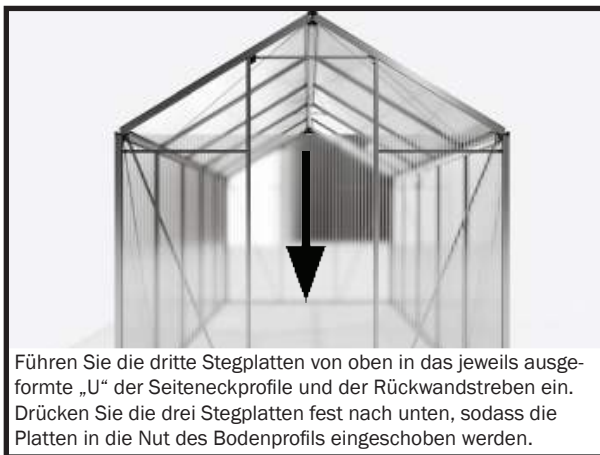 Führen Sie die dritte Stegplatten von oben in das jeweils ausge-
formte „U“ der Seiteneckprofile und der Rückwandstreben ein.
Drücken Sie die drei Stegplatten fest nach unten, sodass die
Platten in die Nut des Bodenprofils eingeschoben werden.